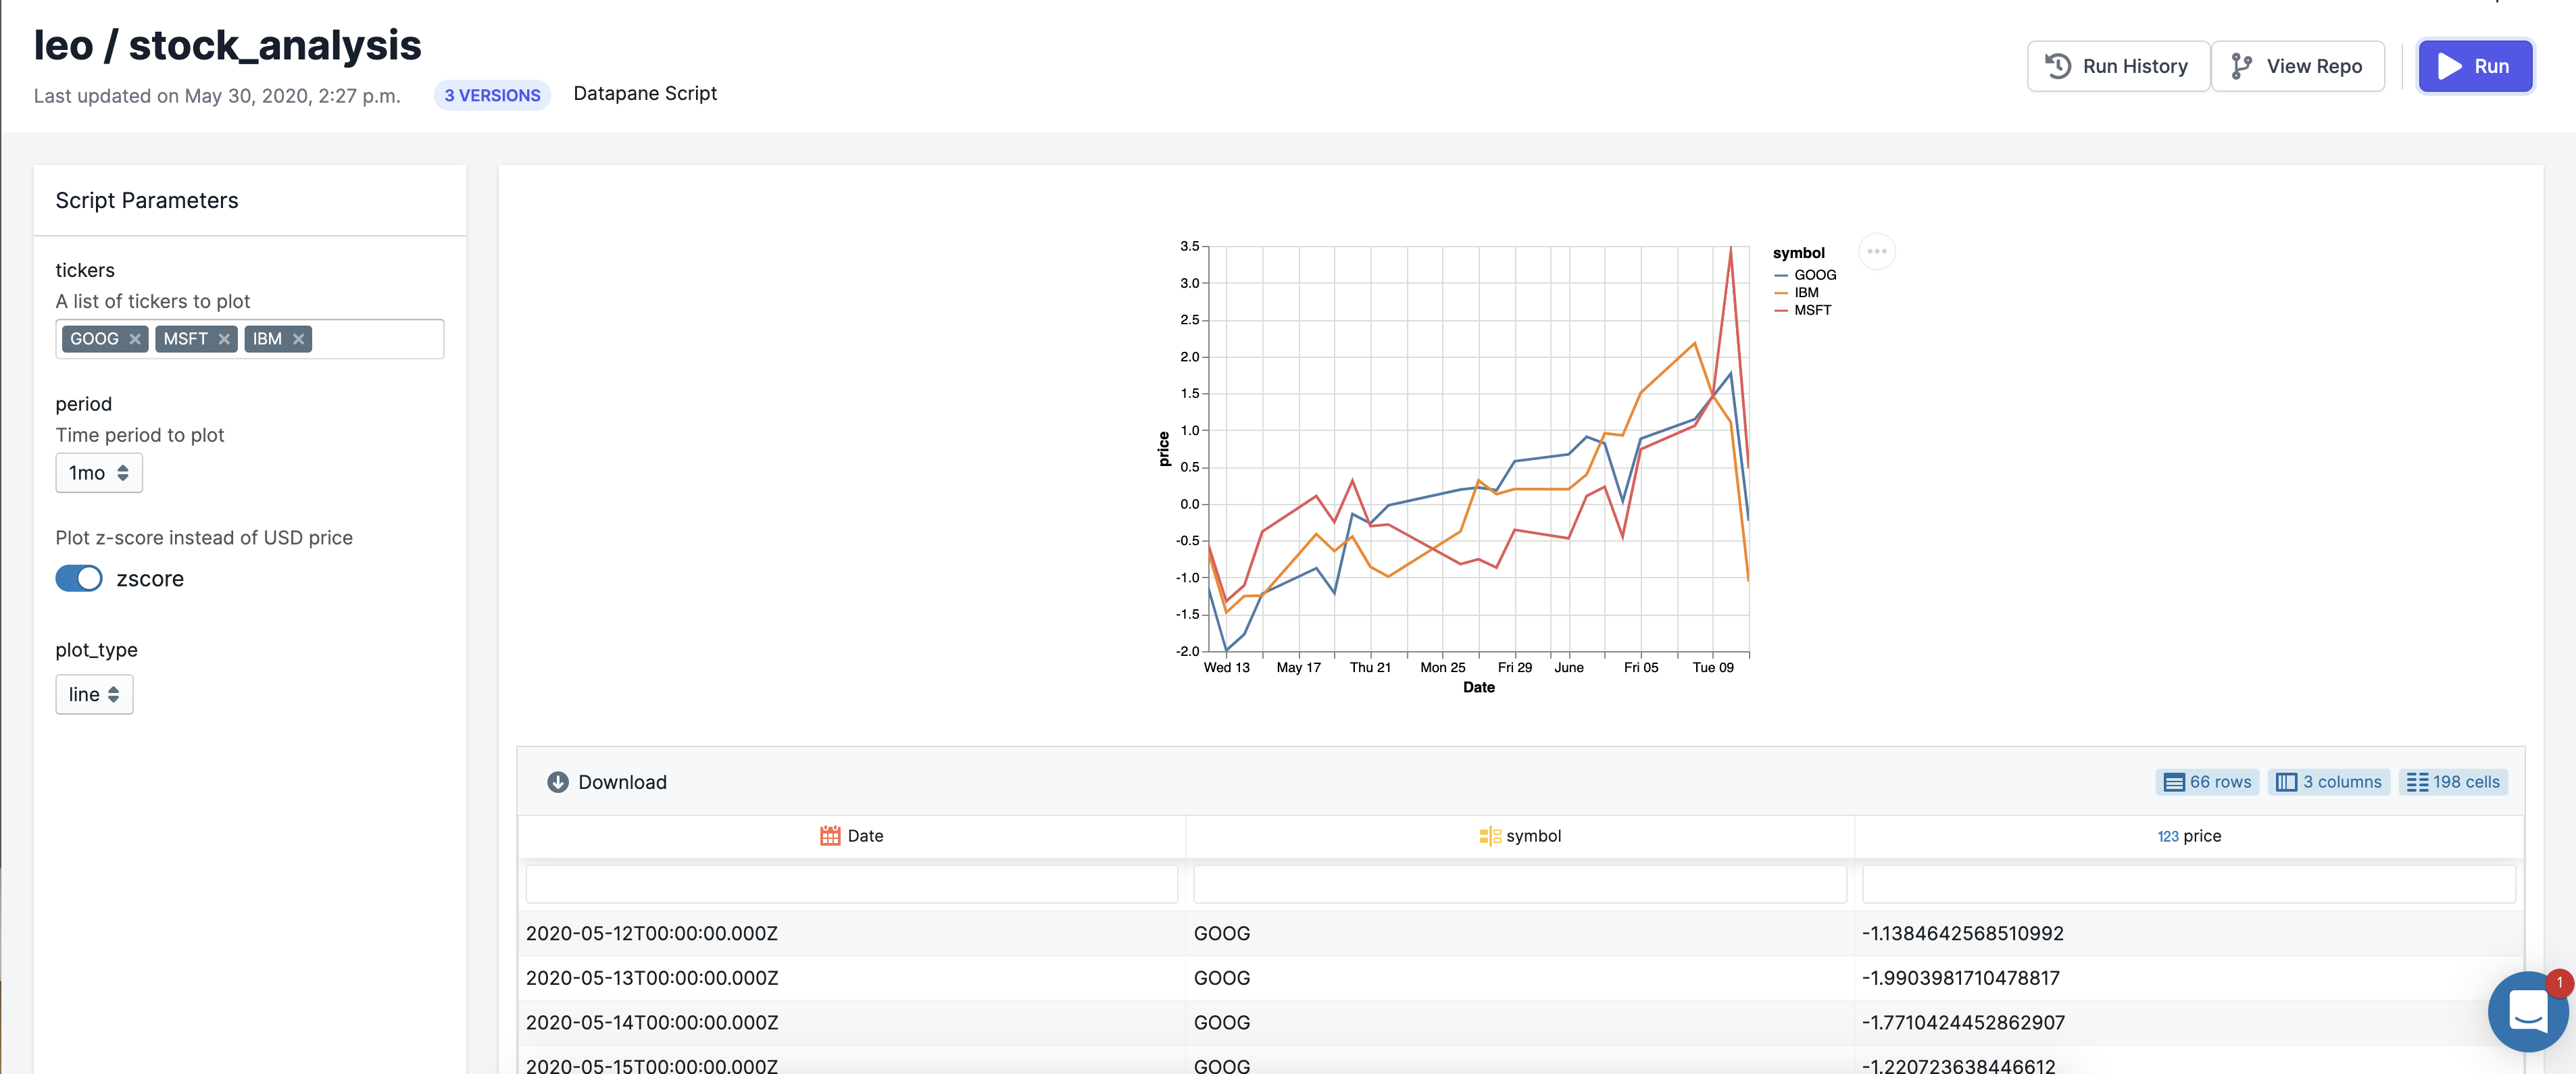 leo / stock_analysis
Last updated on May 30, 2020, 2:27 p.m.
3 VERSIONS
Datapane Script
Run History
View Repo
Run
Script Parameters
tickers
A list of tickers to plot
GOOG × MSFT × IBM ×
period
Time period to plot
1mo
Plot z-score instead of USD price
zscore
plot_type
line
price
3.5
3.0
2.5
2.0
1.5
1.0
0.5
0.0
-0.5
-1.0
-1.5
-2.0
Wed 13 May 17 Thu 21 Mon 25 Fri 29 June Fri 05 Tue 09
Date
symbol
GOOG
IBM
MSFT
Download
66 rows 3 columns 198 cells
Date symbol 123 price
2020-05-12T00:00:00.000Z GOOG -1.1384642568510992
2020-05-13T00:00:00.000Z GOOG -1.9903981710478817
2020-05-14T00:00:00.000Z GOOG -1.7710424452862907
2020-05-15T00:00:00.000Z GOOG -1.220723638446612
1